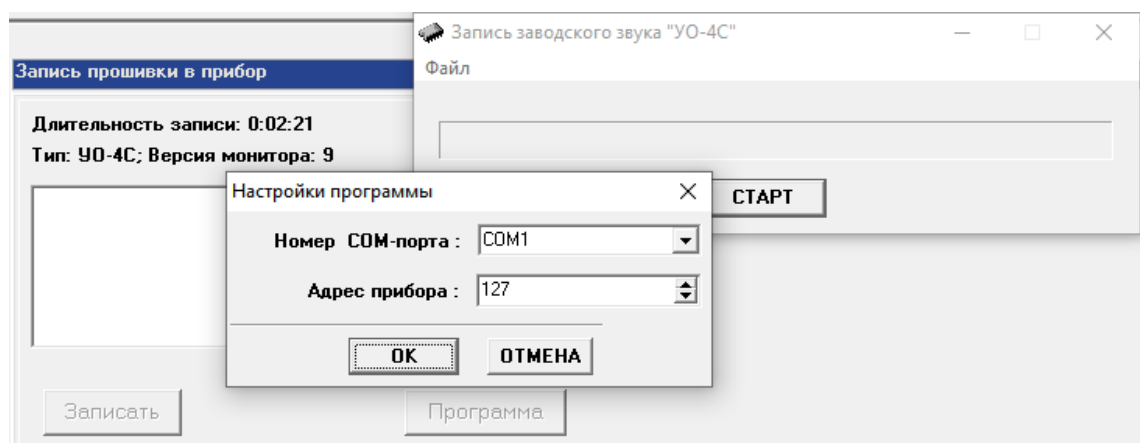 Запись заводского звука "УО-4С"
Файл
Запись прошивки в прибор
Длительность записи: 0:02:21
Тип: УО-4С; Версия монитора: 9
СТАРТ
Настройки программы
Номер COM-порта : COM1
Адрес прибора : 127
OK ОТМЕНА
Записать Программа